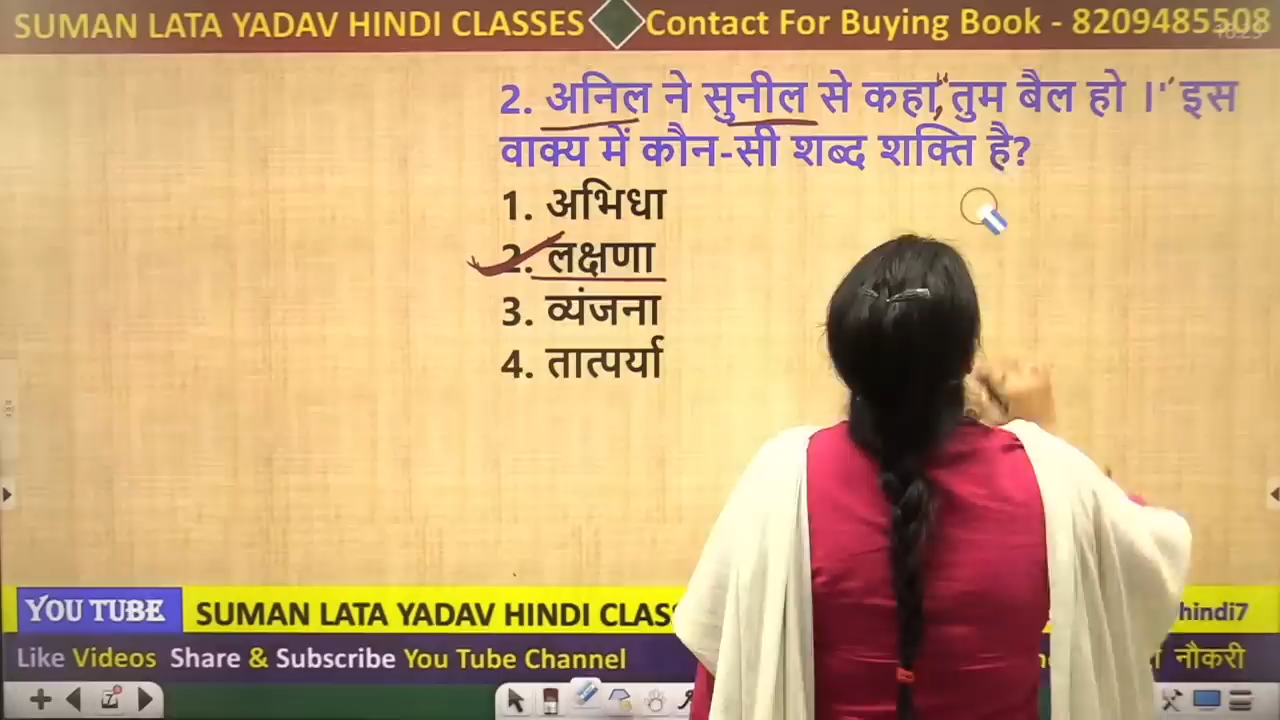 SUMAN LATA YADAV HINDI CLASSES Contact For Buying Book - 8209485508
2. अनिल ने सुनील से कहा, "तुम बैल हो ।" इस
वाक्य में कौन-सी शब्द शक्ति है?
1. अभिधा
2. लक्षणा
3. व्यंजना
4. तात्पर्या
YOU TUBE SUMAN LATA YADAV HINDI CLAS hindi7
Like Videos Share & Subscribe You Tube Channel नौकरी